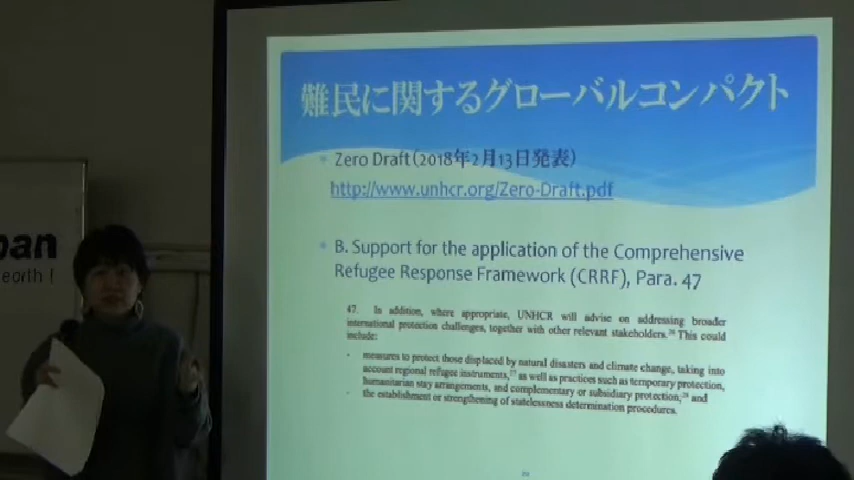 難民に関するグローバルコンパクト
Zero Draft(2018年2月13日発表)
http://www.unhcr.org/Zero-Draft.pdf
B. Support for the application of the Comprehensive
Refugee Response Framework (CRRF), Para. 47
47. In addition, where appropriate, UNHCR will advise on addressing broader
international protection challenges, together with other relevant stakeholders.²⁶ This could
include:
measures to protect those displaced by natural disasters and climate change, taking into
account regional refugee instruments,²⁷ as well as practices such as temporary protection,
humanitarian stay arrangements, and complementary or subsidiary protection;²⁸ and
the establishment or strengthening of statelessness determination procedures.
pan